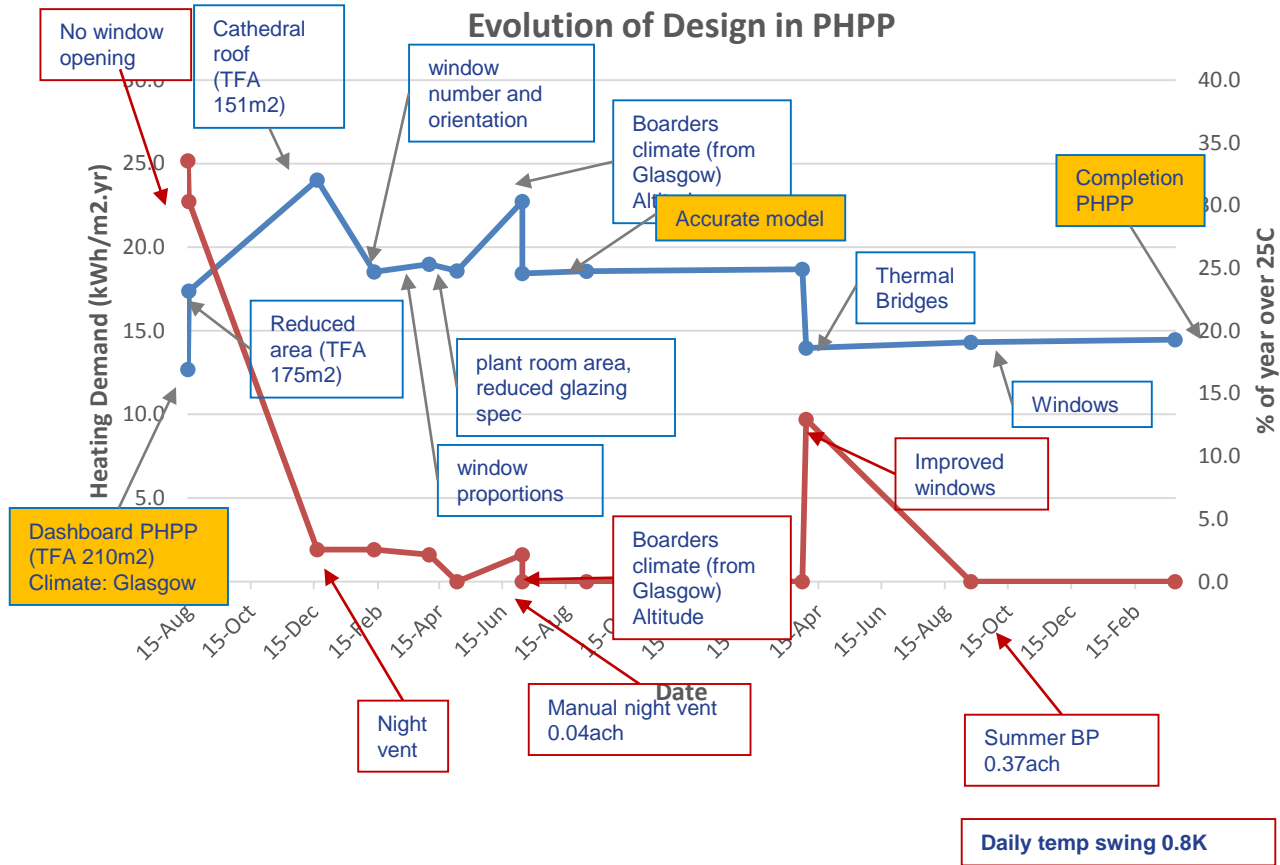 Evolution of Design in PHPP
No window
opening
Cathedral
roof
(TFA
151m2)
window
number and
orientation
Boarders
climate (from
Glasgow)
Accurate model
Completion
PHPP
Reduced
area (TFA
175m2)
plant room area,
reduced glazing
spec
window
proportions
Thermal
Bridges
Windows
Improved
windows
Dashboard PHPP
(TFA 210m2)
Climate: Glasgow
Boarders
climate (from
Glasgow)
Altitude
Night
vent
Manual night vent
0.04ach
Summer BP
0.37ach
Daily temp swing 0.8K
Heating Demand (kWh/m2.yr)
25.0
20.0
15.0
10.0
5.0
% of year over 25C
40.0
35.0
30.0
25.0
20.0
15.0
10.0
5.0
0.0
15-Aug
15-Oct
15-Dec
15-Feb
15-Apr
15-Jun
15-Aug
15-Apr
15-Jun
15-Aug
15-Oct
15-Dec
15-Feb
Date